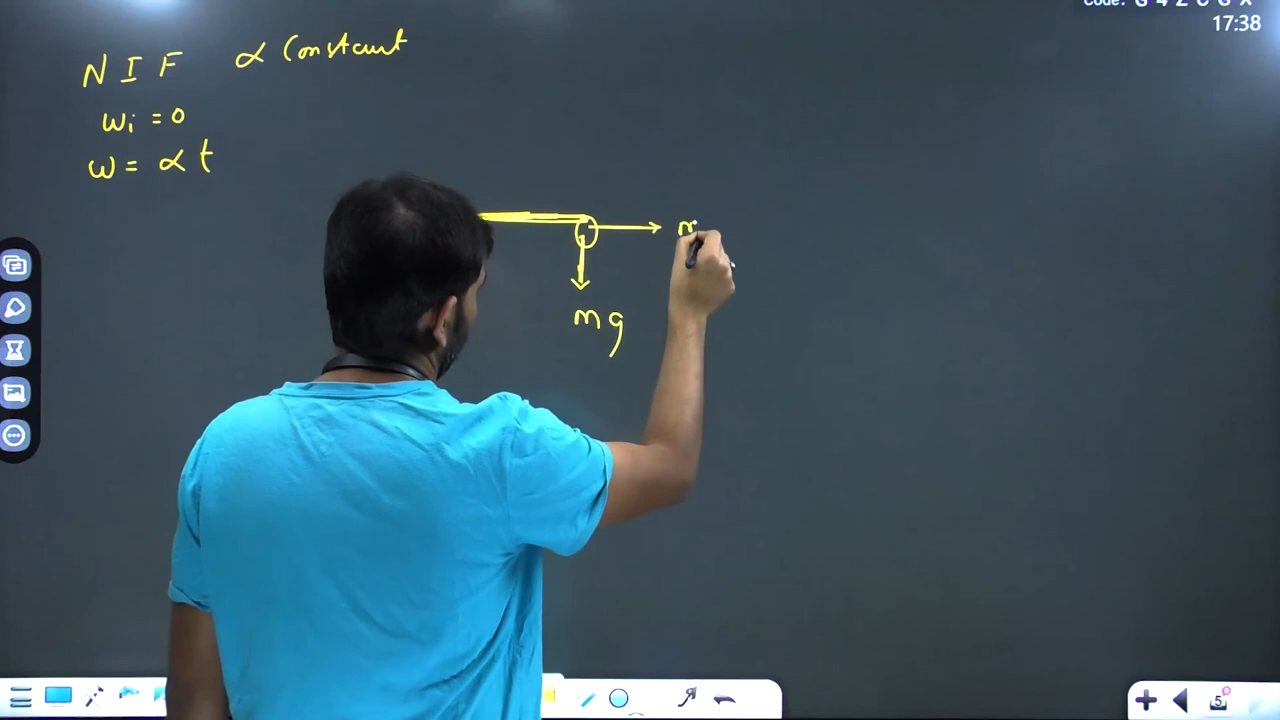 17:38
N I F α Constant
ωi = 0
ω = α t
mg